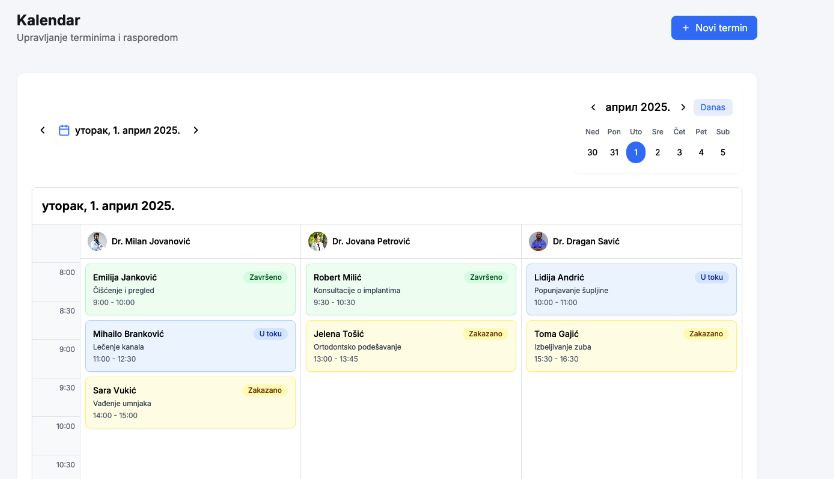 Kalendar
Upravljanje terminima i rasporedom
+ Novi termin
уторак, 1. април 2025.
април 2025.
Danas
Ned Pon Uto Sre Čet Pet Sub
30 31 1 2 3 4 5
уторак, 1. април 2025.
Dr. Milan Jovanović
Dr. Jovana Petrović
Dr. Dragan Savić
8:00
8:30
9:00
9:30
10:00
10:30
Emilija Janković
Završeno
Čišćenje i pregled
9:00 - 10:00
Mihailo Branković
U toku
Lečenje kanala
11:00 - 12:30
Sara Vukić
Zakazano
Vađenje umnjaka
14:00 - 15:00
Robert Milić
Završeno
Konsultacije o implantima
9:30 - 10:30
Jelena Tošić
Zakazano
Ortodontsko podešavanje
13:00 - 13:45
Lidija Andrić
U toku
Popunjavanje šupljine
10:00 - 11:00
Toma Gajić
Zakazano
Izbeljivanje zuba
15:30 - 16:30